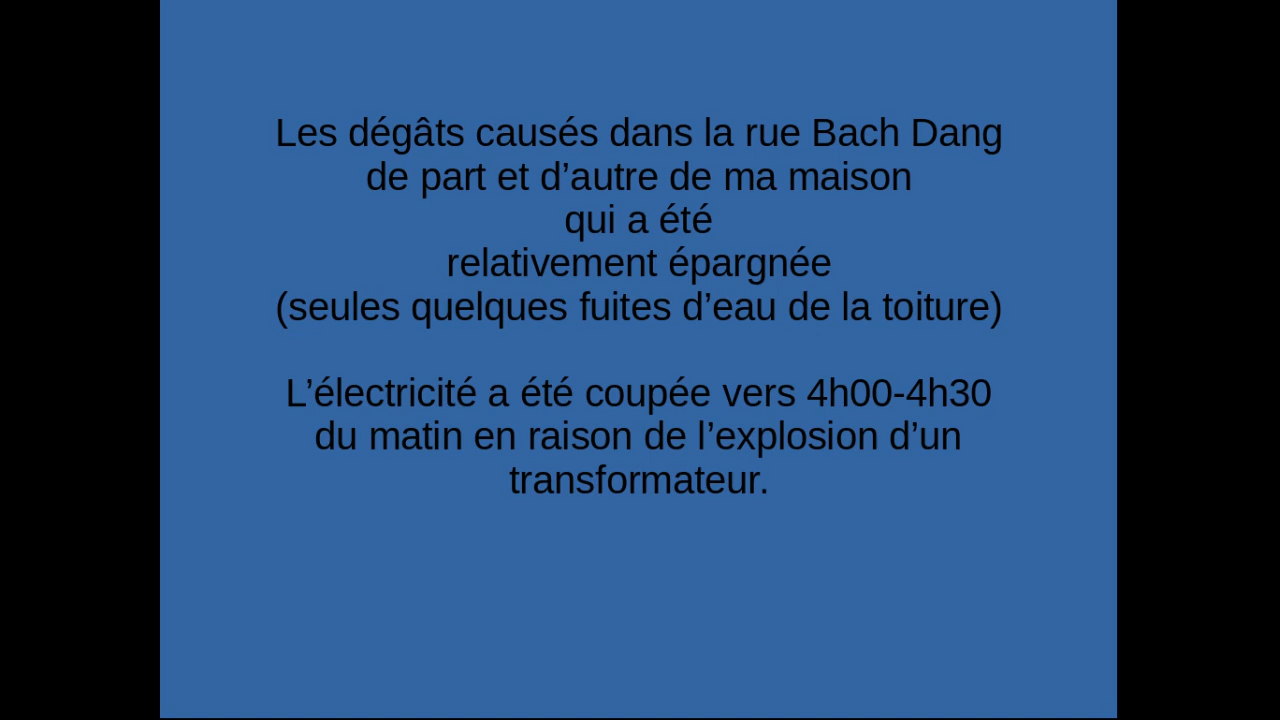 Les dégâts causés dans la rue Bach Dang
de part et d’autre de ma maison
qui a été
relativement épargnée
(seules quelques fuites d’eau de la toiture)
L’électricité a été coupée vers 4h00-4h30
du matin en raison de l’explosion d’un
transformateur.